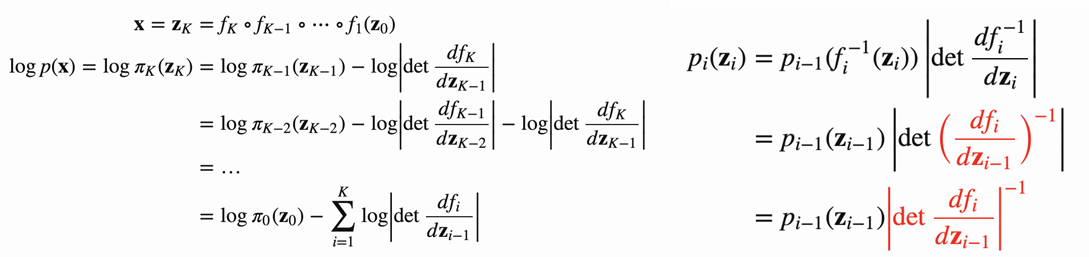 x = z_K = f_K ∘ f_{K−1} ∘ ⋯ ∘ f_1(z_0)
log p(x) = log π_K(z_K) = log π_{K−1}(z_{K−1}) − log|det df_K/dz_{K−1}|
= log π_{K−2}(z_{K−2}) − log|det df_{K−1}/dz_{K−2}| − log|det df_K/dz_{K−1}|
= …
= log π_0(z_0) − ∑_{i=1}^{K} log|det df_i/dz_{i−1}|
p_i(z_i) = p_{i−1}(f_i^{−1}(z_i)) |det df_i^{−1}/dz_i|
= p_{i−1}(z_{i−1}) |det (df_i/dz_{i−1})^{−1}|
= p_{i−1}(z_{i−1}) |det df_i/dz_{i−1}|^{−1}